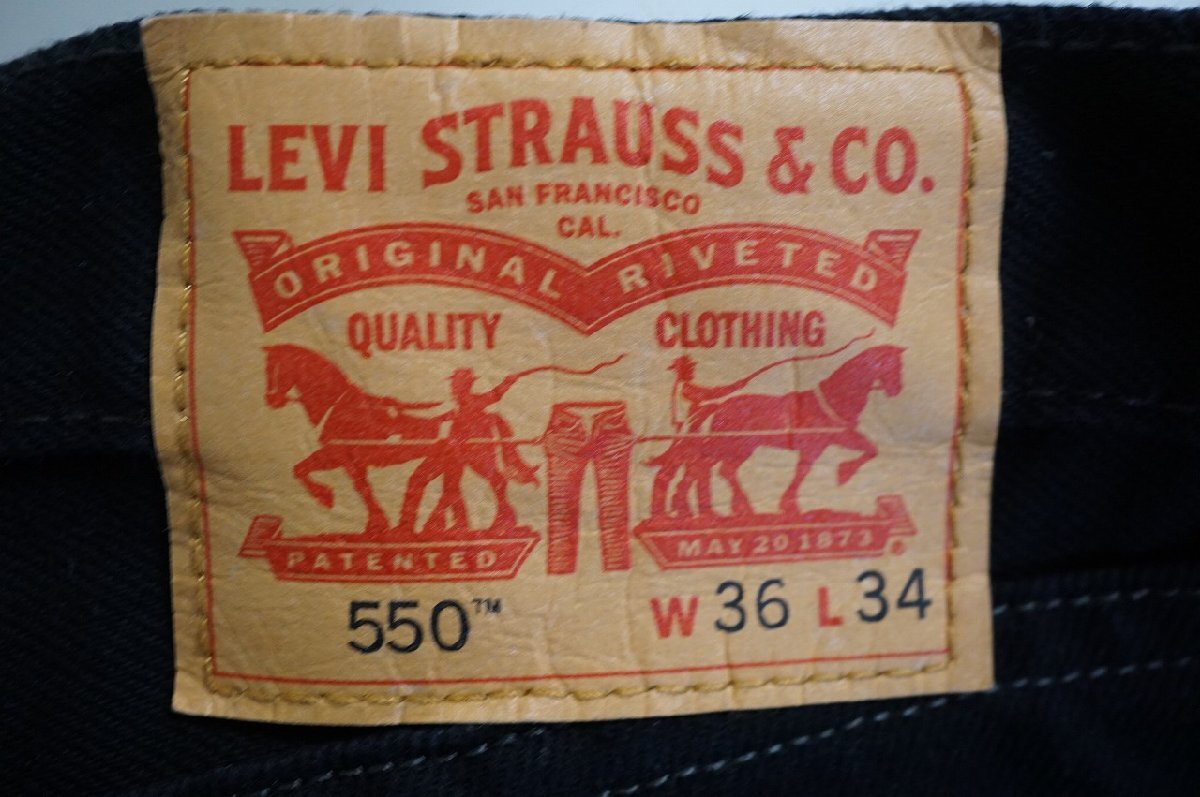 LEVI STRAUSS & CO.
SAN FRANCISCO
CAL.
ORIGINAL RIVETED
QUALITY CLOTHING
PATENTED MAY 20 1873 ®
550™ W 36 L 34